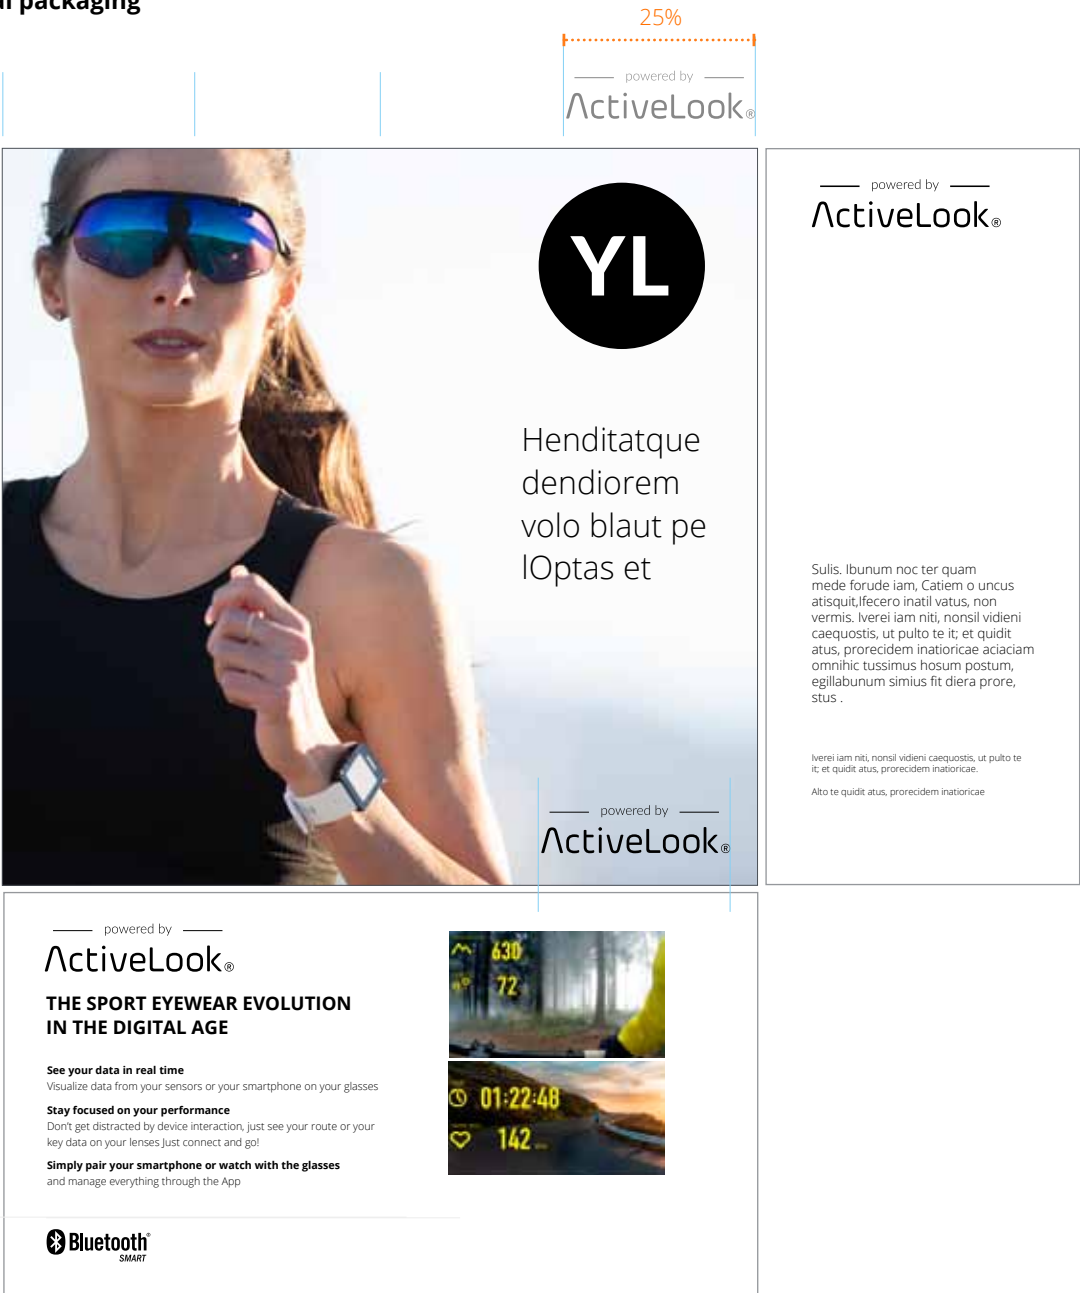 packaging
25%
powered by
ActiveLook®
YL
Henditatque
dendiorem
volo blaut pe
lOptas et
powered by
ActiveLook®
powered by
ActiveLook®
Sulis. Ibunum noc ter quam
mede forude iam, Catiem o uncus
atisquit,lfecero inatil vatus, non
vermis. Iverei iam niti, nonsil vidieni
caequostis, ut pulto te it; et quidit
atus, prorecidem inatioricae aciaciam
omnihic tussimus hosum postum,
egillabunum simius fit diera prore,
stus .
Iverei iam niti, nonsil vidieni caequostis, ut pulto te
it; et quidit atus, prorecidem inatioricae.
Alto te quidit atus, prorecidem inatioricae
powered by
ActiveLook®
THE SPORT EYEWEAR EVOLUTION
IN THE DIGITAL AGE
See your data in real time
Visualize data from your sensors or your smartphone on your glasses
Stay focused on your performance
Don't get distracted by device interaction, just see your route or your
key data on your lenses Just connect and go!
Simply pair your smartphone or watch with the glasses
and manage everything through the App
Bluetooth®
SMART
630
72
01:22:48
142